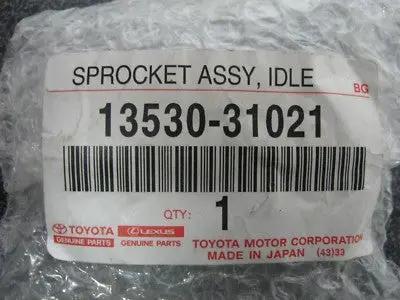 SPROCKET ASSY, IDLE
BG
13530-31021
QTY: 1
TOYOTA LEXUS
GENUINE PARTS GENUINE PARTS
TOYOTA MOTOR CORPORATION
MADE IN JAPAN (43)33